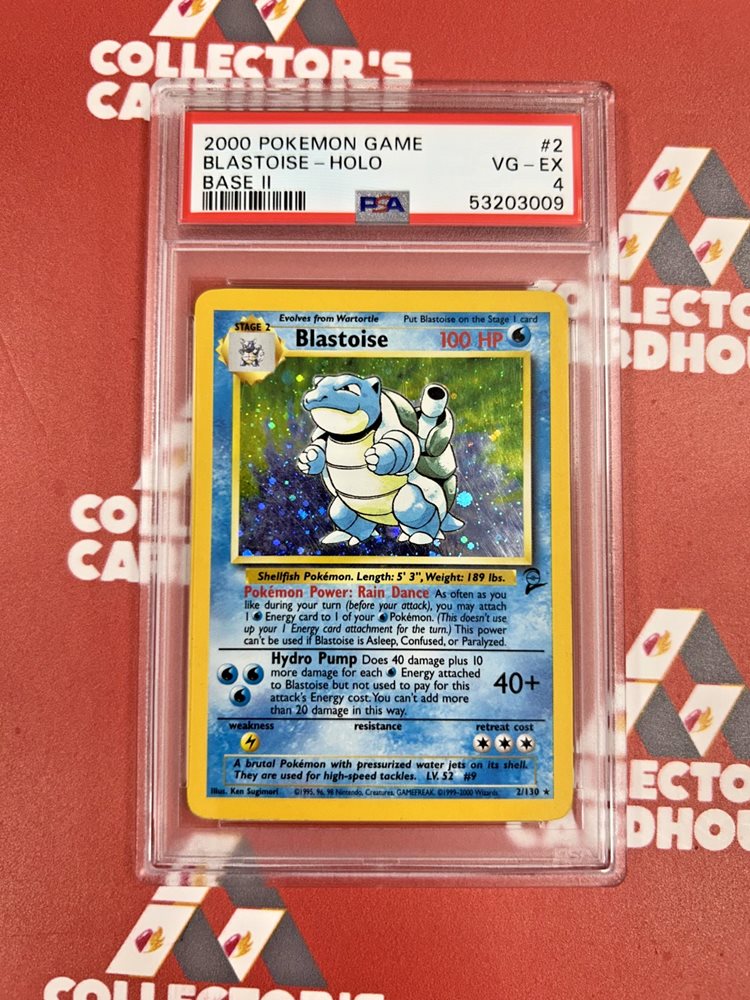 COLLECTOR'S
CA
2000 POKEMON GAME #2
BLASTOISE - HOLO VG - EX
BASE II 4
PSA 53203009
LECTO
RDHOU
COL
CA
Evolves from Wartortle Put Blastoise on the Stage 1 card
STAGE 2
Blastoise 100 HP
Shellfish Pokémon. Length: 5' 3", Weight: 189 lbs.
Pokémon Power: Rain Dance As often as you
like during your turn (before your attack), you may attach
1 Energy card to 1 of your Pokémon. (This doesn't use
up your 1 Energy card attachment for the turn.) This power
can't be used if Blastoise is Asleep, Confused, or Paralyzed.
Hydro Pump Does 40 damage plus 10
more damage for each Energy attached
to Blastoise but not used to pay for this
attack's Energy cost. You can't add more
than 20 damage in this way.
40+
weakness resistance retreat cost
A brutal Pokémon with pressurized water jets on its shell.
They are used for high-speed tackles. LV. 52 #9
Illus. Ken Sugimori ©1995, 96, 98 Nintendo, Creatures, GAMEFREAK. ©1999-2000 Wizards. 2/130 ★
ECTO
RDHOU
COLLECTOR'S